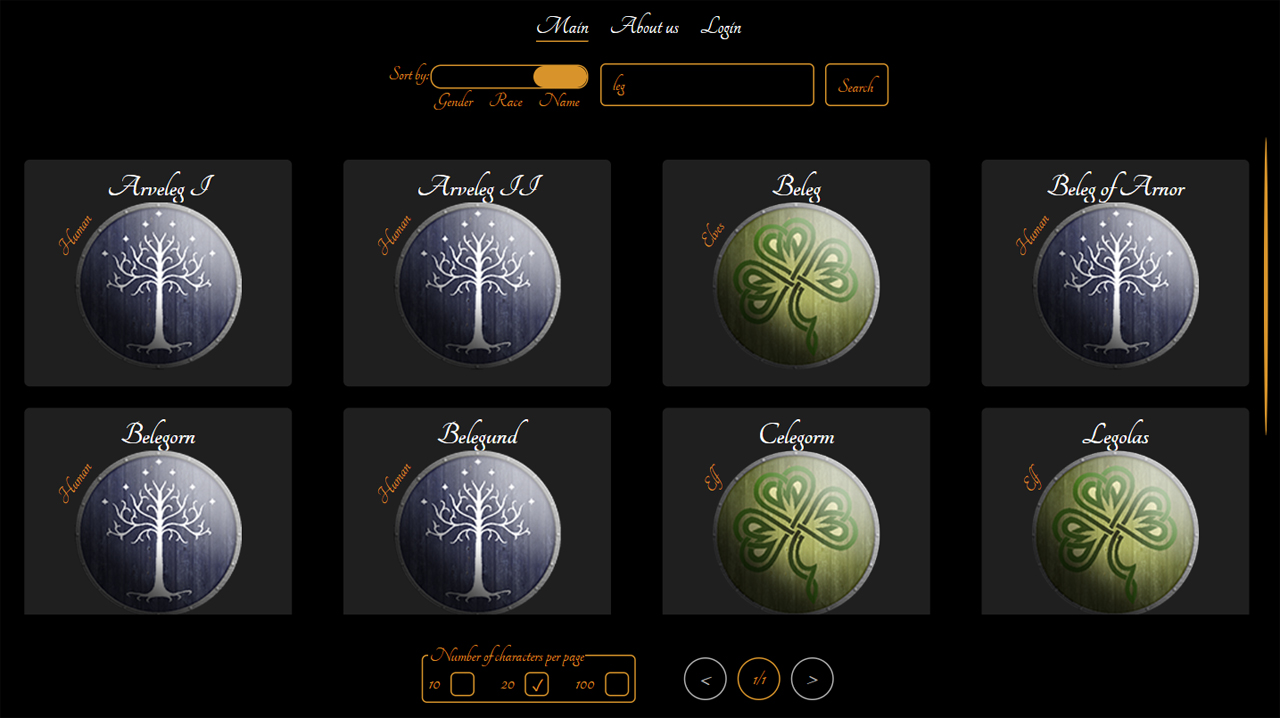 Main About us Login
Sort by:
leg
Search
Gender Race Name
Arveleg I
Human
Arveleg II
Human
Beleg
Elves
Beleg of Arnor
Human
Belegorn
Human
Belegund
Human
Celegorm
Elf
Legolas
Elf
Number of characters per page
10 20 100
< 1/1 >